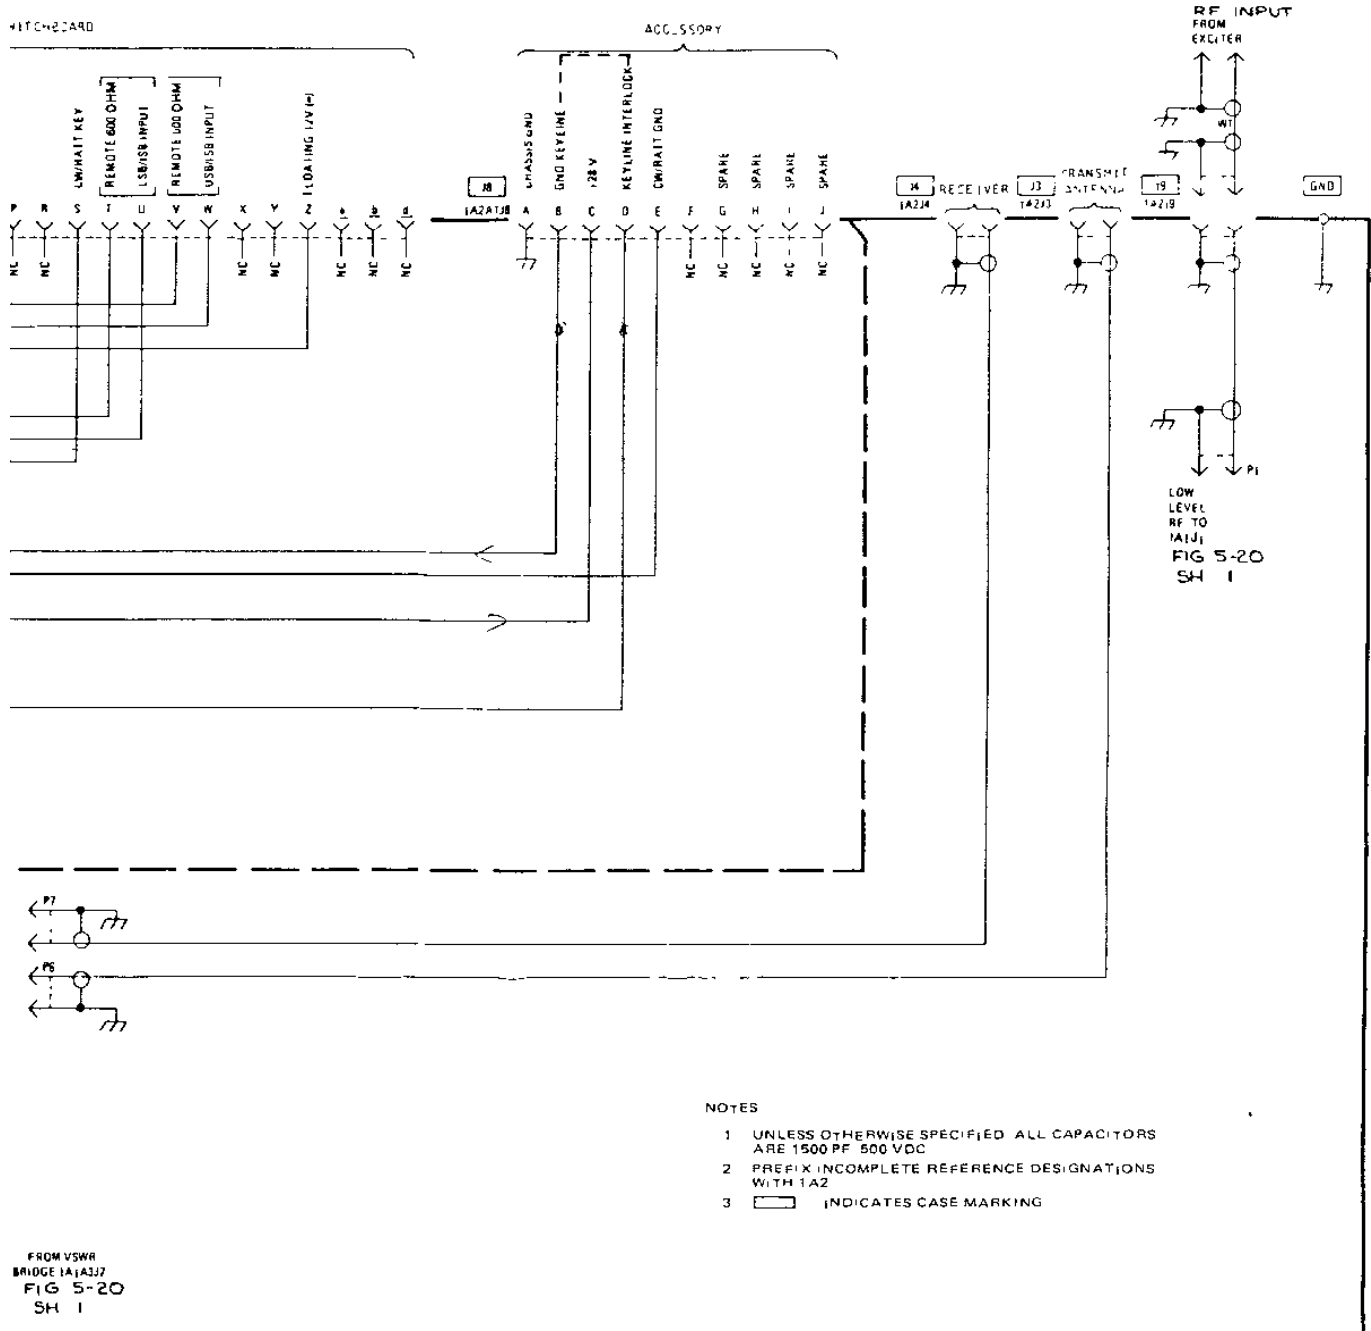 RF INPUT
FROM
EXCITER
ACCESSORY
CW/RATT KEY
REMOTE 600 OHM
LSB/ISB INPUT
REMOTE 600 OHM
USB/ISB INPUT
FLOATING 12V (+)
CHASSIS GND
GND KEYLINE
+28 V
KEYLINE INTERLOCK
CW/RATT GND
SPARE
SPARE
SPARE
SPARE
W1
J8
J4
RECEIVER
J3
TRANSMIT
ANTENNA
J9
GND
1A2A1J8
1A2J4
1A2J3
1A2J9
P R S T U V W X Y Z a b d
A B C D E F G H I J
NC NC NC NC NC NC NC
NC NC NC NC NC
P1
LOW
LEVEL
RF TO
1A1J1
FIG 5-20
SH 1
P7
P6
NOTES
1 UNLESS OTHERWISE SPECIFIED ALL CAPACITORS
ARE 1500 PF 500 VDC
2 PREFIX INCOMPLETE REFERENCE DESIGNATIONS
WITH 1A2
3 INDICATES CASE MARKING
FROM VSWR
BRIDGE 1A1A3J7
FIG 5-20
SH 1